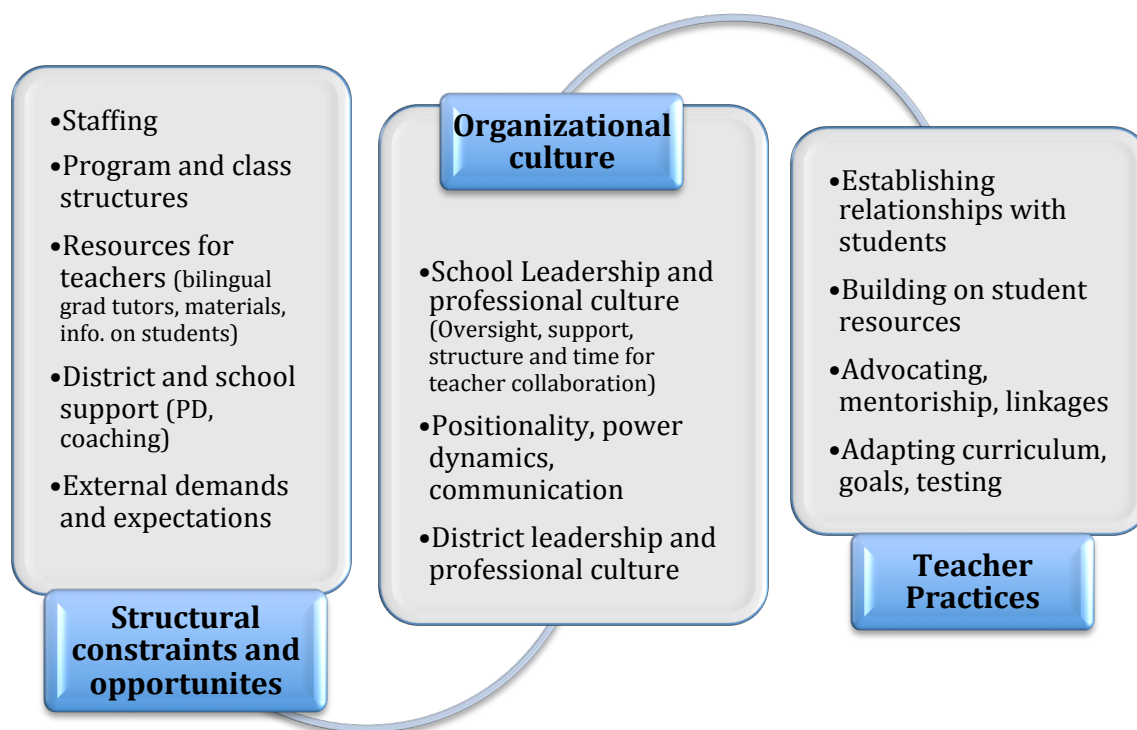 •Staffing
•Program and class
structures
•Resources for
teachers (bilingual
grad tutors, materials,
info. on students)
•District and school
support (PD,
coaching)
•External demands
and expectations
Structural
constraints and
opportunites
Organizational
culture
•School Leadership and
professional culture
(Oversight, support,
structure and time for
teacher collaboration)
•Positionality, power
dynamics,
communication
•District leadership and
professional culture
•Establishing
relationships with
students
•Building on student
resources
•Advocating,
mentoriship, linkages
•Adapting curriculum,
goals, testing
Teacher
Practices